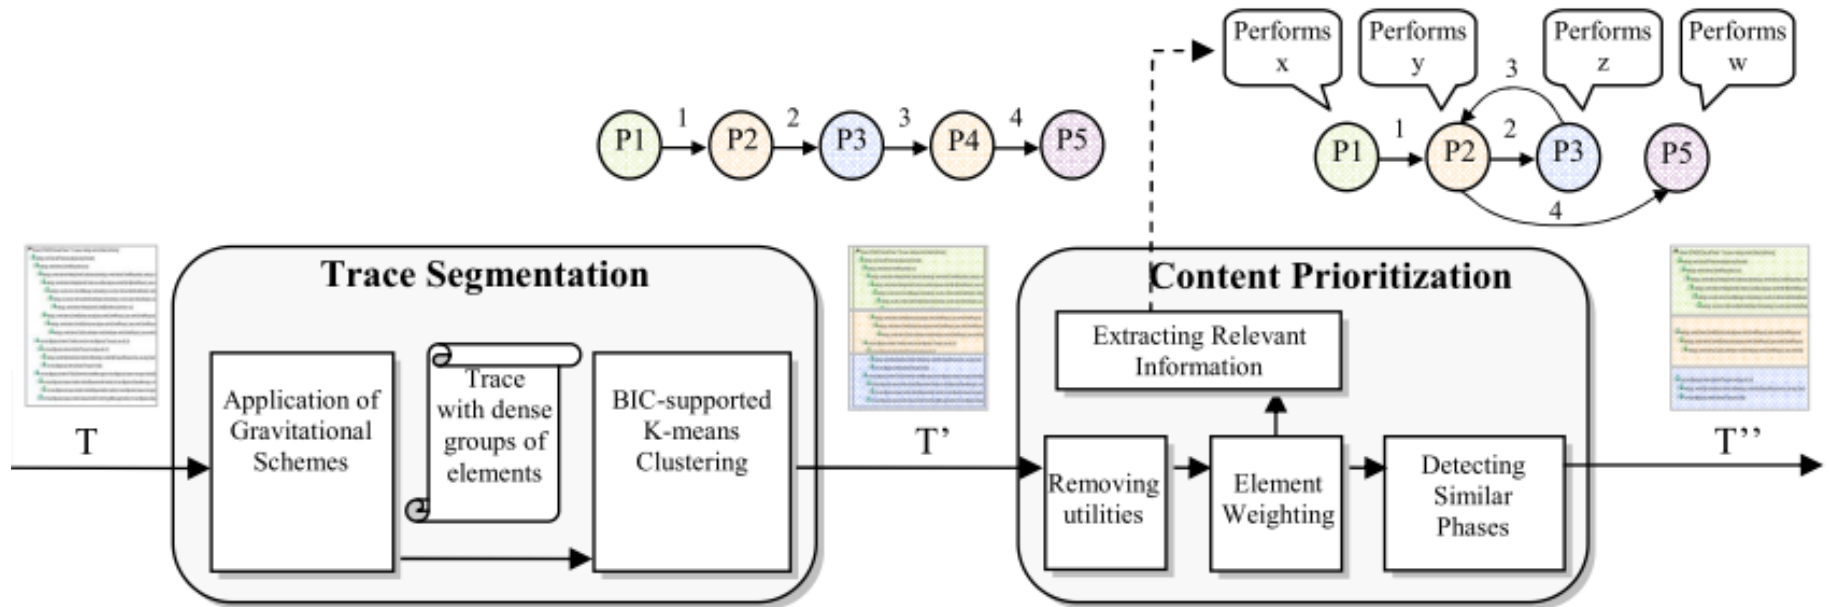 Performs
x
Performs
y
Performs
z
Performs
w
P1
1
P2
2
P3
3
P4
4
P5
P1
1
P2
2
P3
3
P5
4
T
Trace Segmentation
Application of
Gravitational
Schemes
Trace
with dense
groups of
elements
BIC-supported
K-means
Clustering
T’
Content Prioritization
Extracting Relevant
Information
Removing
utilities
Element
Weighting
Detecting
Similar
Phases
T’’